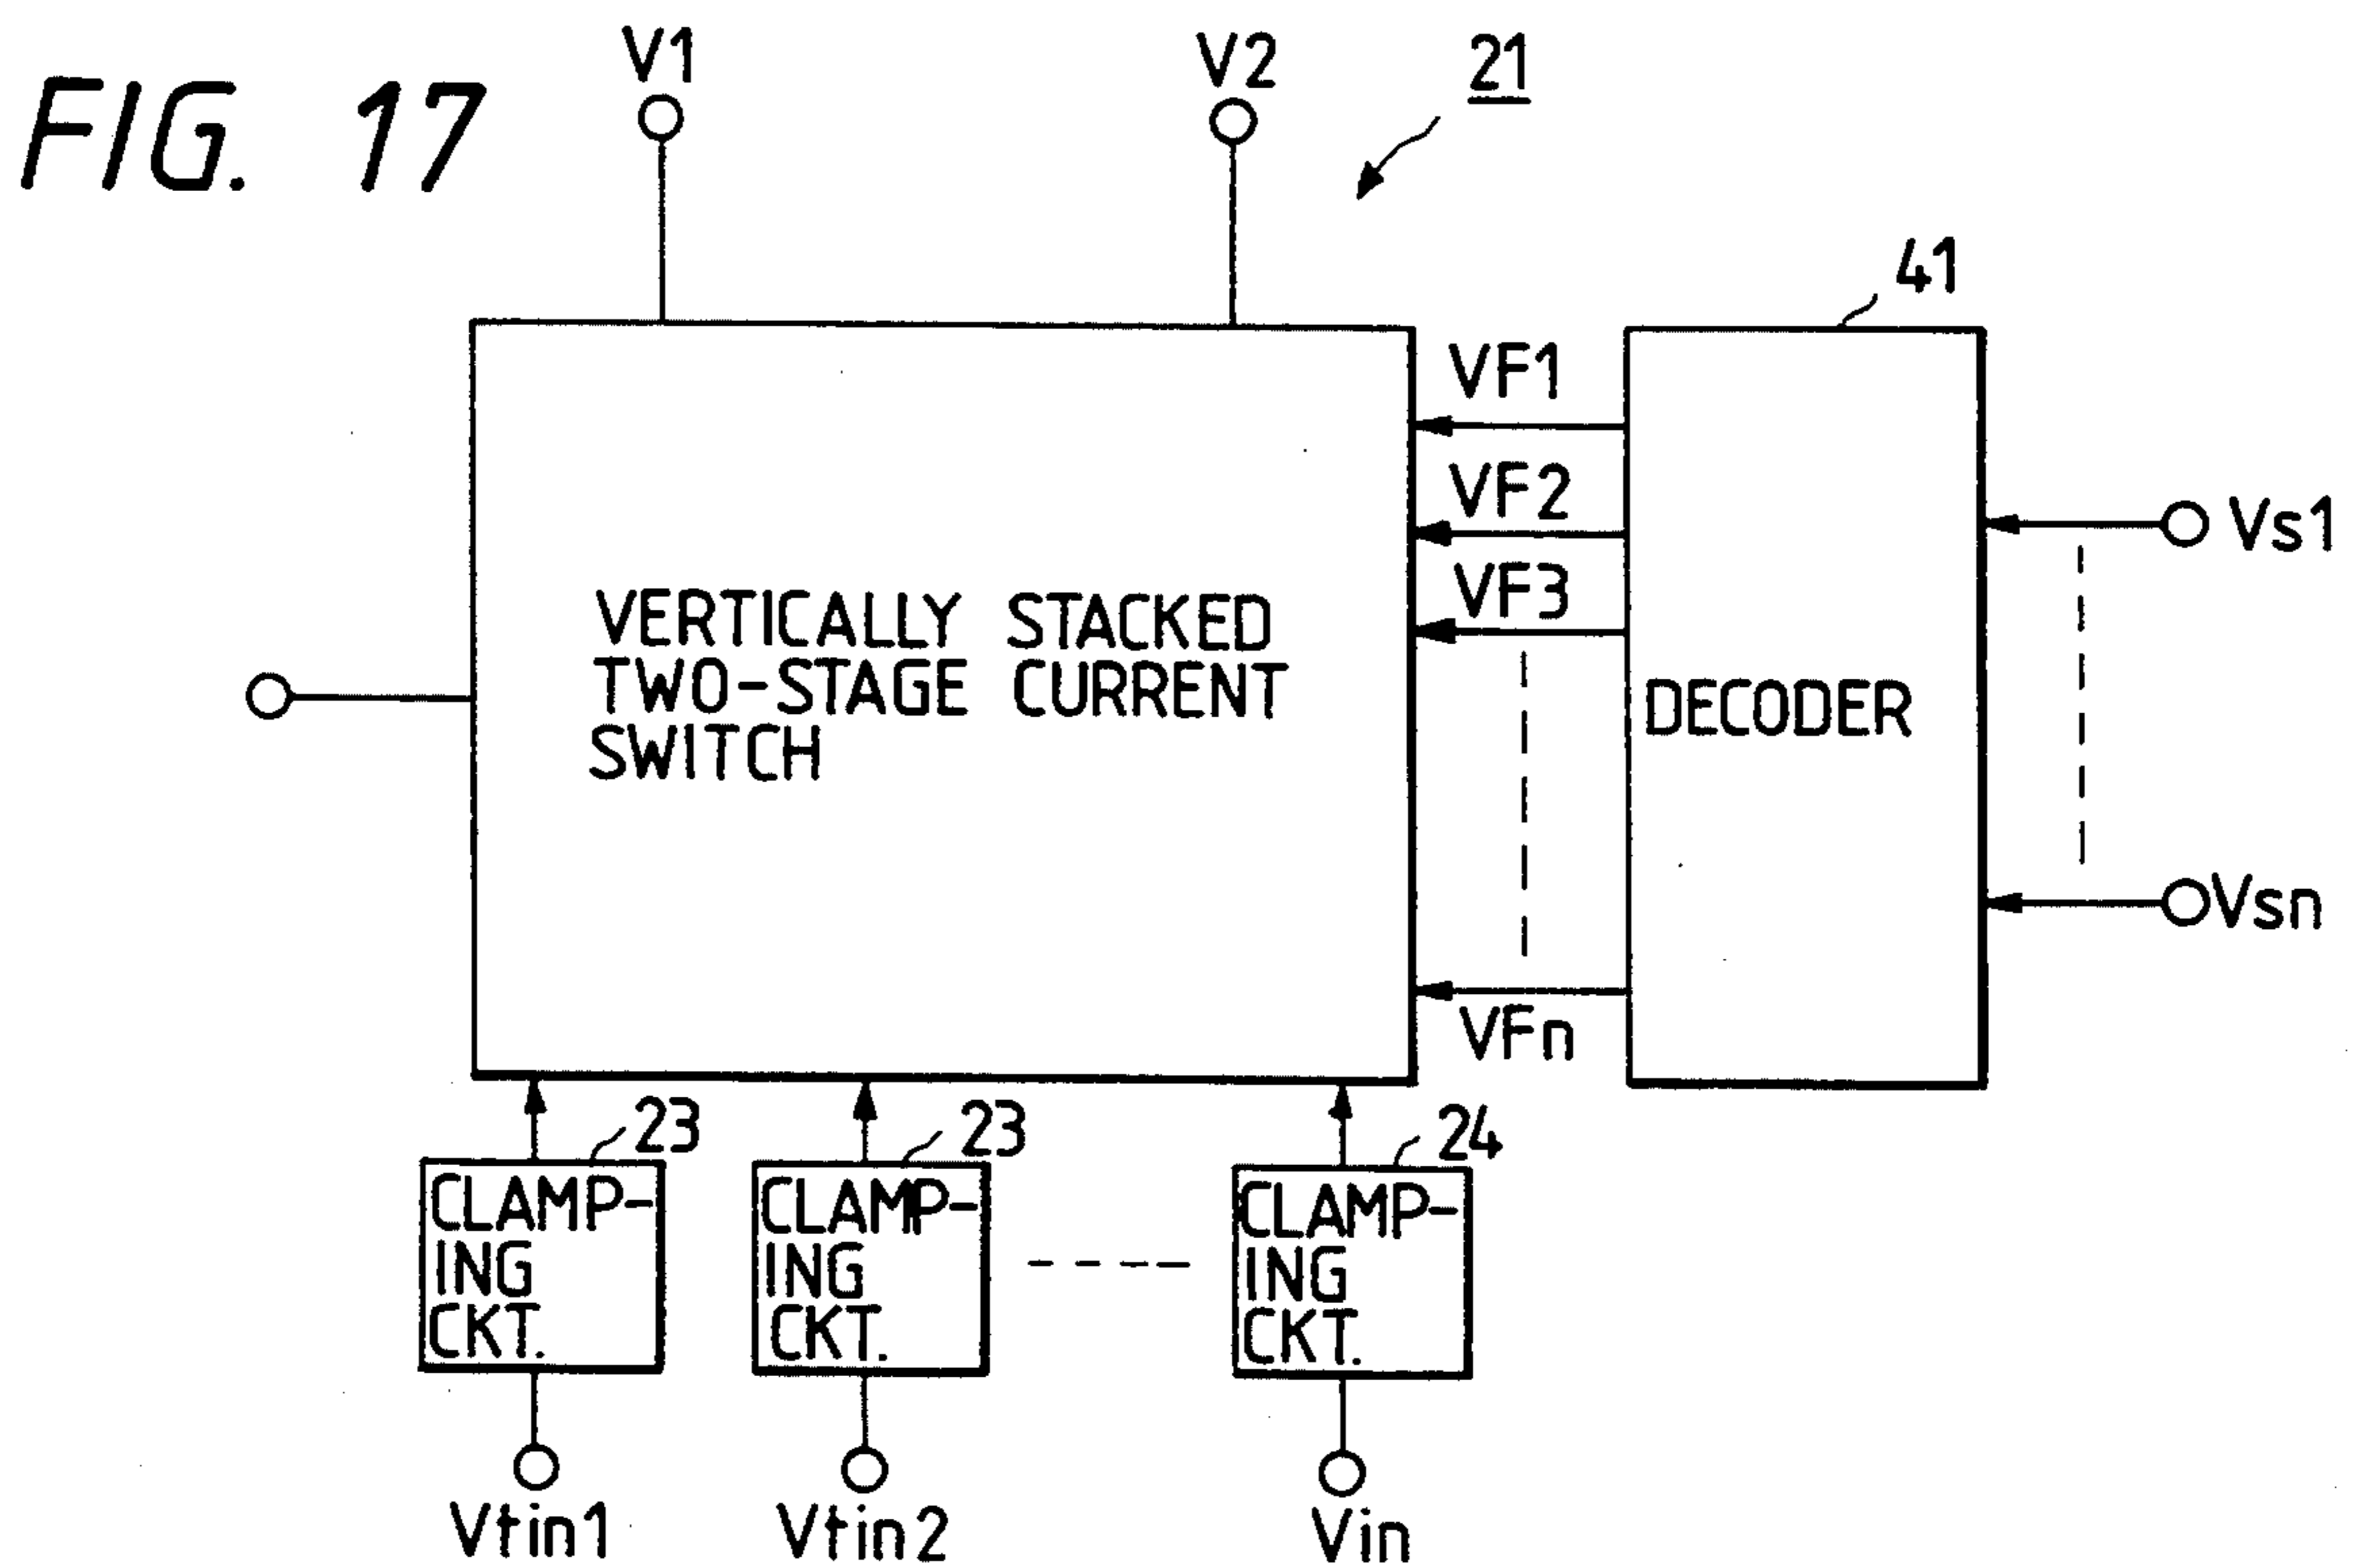 FIG. 17
V1
V2
21
41
VF1
VF2
VF3
VFn
VERTICALLY STACKED
TWO-STAGE CURRENT
SWITCH
DECODER
Vs1
Vsn
23
23
24
CLAMP-
ING
CKT.
CLAMP-
ING
CKT.
CLAMP-
ING
CKT.
Vtin1
Vtin2
Vin